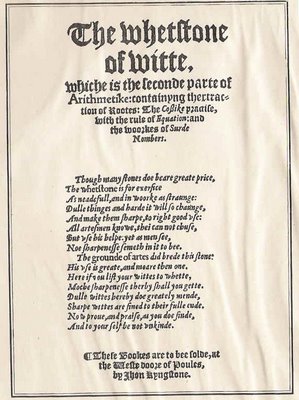 The whetstone
of witte,
whiche is the seconde parte of
Arithmetike: containyng thextrac-
tion of Rootes: The Coßike practise,
with the rule of Equation: and
the woorkes of Surde
Nombers.
Though many stones doe beare greate price,
The whetstone is for exersice
As neadefull, and in woorke as straunge:
Dulle thinges and harde it will so chaunge,
And make them sharpe, to right good vse:
All artesmen knowe, thei can not chuse,
But vse his helpe: yet as men see,
Noe sharpenesse semeth in it to bee.
The grounde of artes did brede this stone:
His vse is greate, and moare then one.
Here if you list your wittes to whette,
Moche sharpenesse therby shall you gette.
Dulle wittes hereby doe greately mende,
Sharpe wittes are fined to their fulle ende.
Now proue, and praise, as you doe finde,
And to your self be not vnkinde.
¶ These Bookes are to bee solde, at
the Weste doore of Poules,
by Jhon Kyngstone.